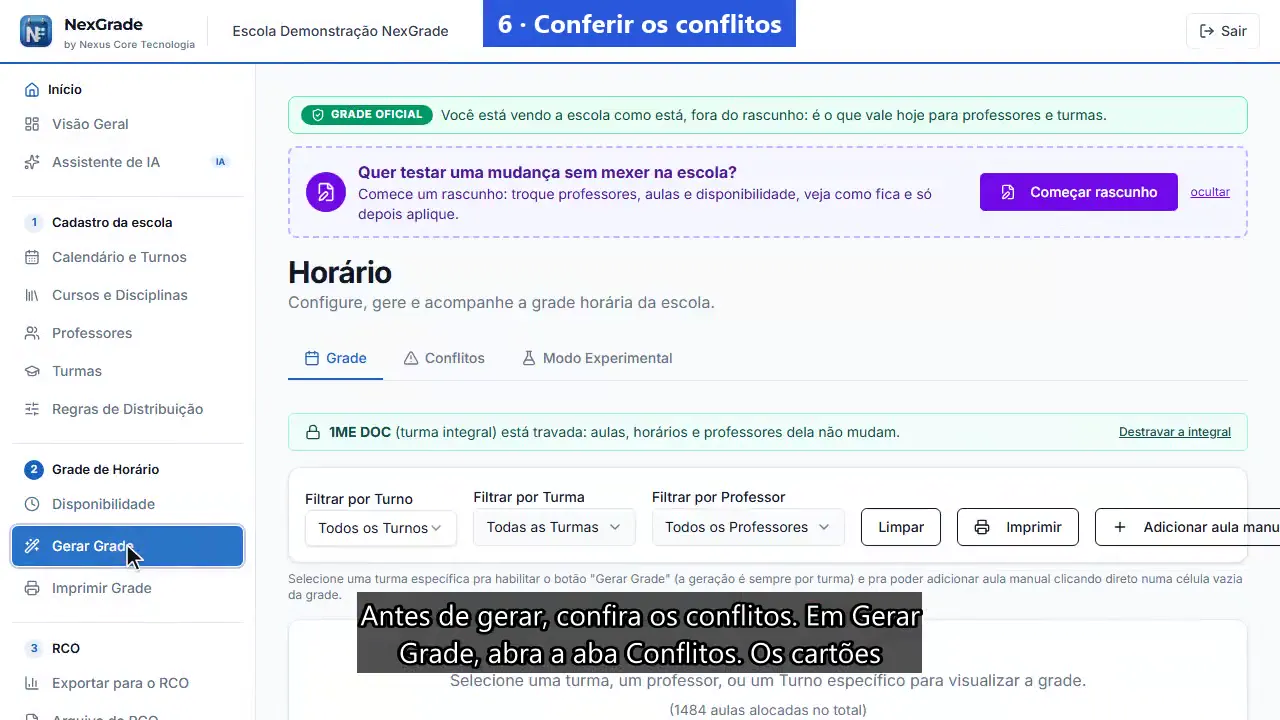 NexGrade
by Nexus Core Tecnologia
Escola Demonstração NexGrade
6 · Conferir os conflitos
Sair
Início
Visão Geral
Assistente de IA
IA
1 Cadastro da escola
Calendário e Turnos
Cursos e Disciplinas
Professores
Turmas
Regras de Distribuição
2 Grade de Horário
Disponibilidade
Gerar Grade
Imprimir Grade
3 RCO
Exportar para o RCO
Arquivo do RCO
GRADE OFICIAL Você está vendo a escola como está, fora do rascunho: é o que vale hoje para professores e turmas.
Quer testar uma mudança sem mexer na escola?
Comece um rascunho: troque professores, aulas e disponibilidade, veja como fica e só
depois aplique.
Começar rascunho
ocultar
Horário
Configure, gere e acompanhe a grade horária da escola.
Grade
Conflitos
Modo Experimental
1ME DOC (turma integral) está travada: aulas, horários e professores dela não mudam.
Destravar a integral
Filtrar por Turno
Todos os Turnos
Filtrar por Turma
Todas as Turmas
Filtrar por Professor
Todos os Professores
Limpar
Imprimir
+ Adicionar aula manu
Selecione uma turma específica pra habilitar o botão "Gerar Grade" (a geração é sempre por turma) e pra poder adicionar aula manual clicando direto numa célula vazia
da grade.
Antes de gerar, confira os conflitos. Em Gerar
Grade, abra a aba Conflitos. Os cartões
Selecione uma turma, um professor, ou um Turno específico para visualizar a grade.
(1484 aulas alocadas no total)